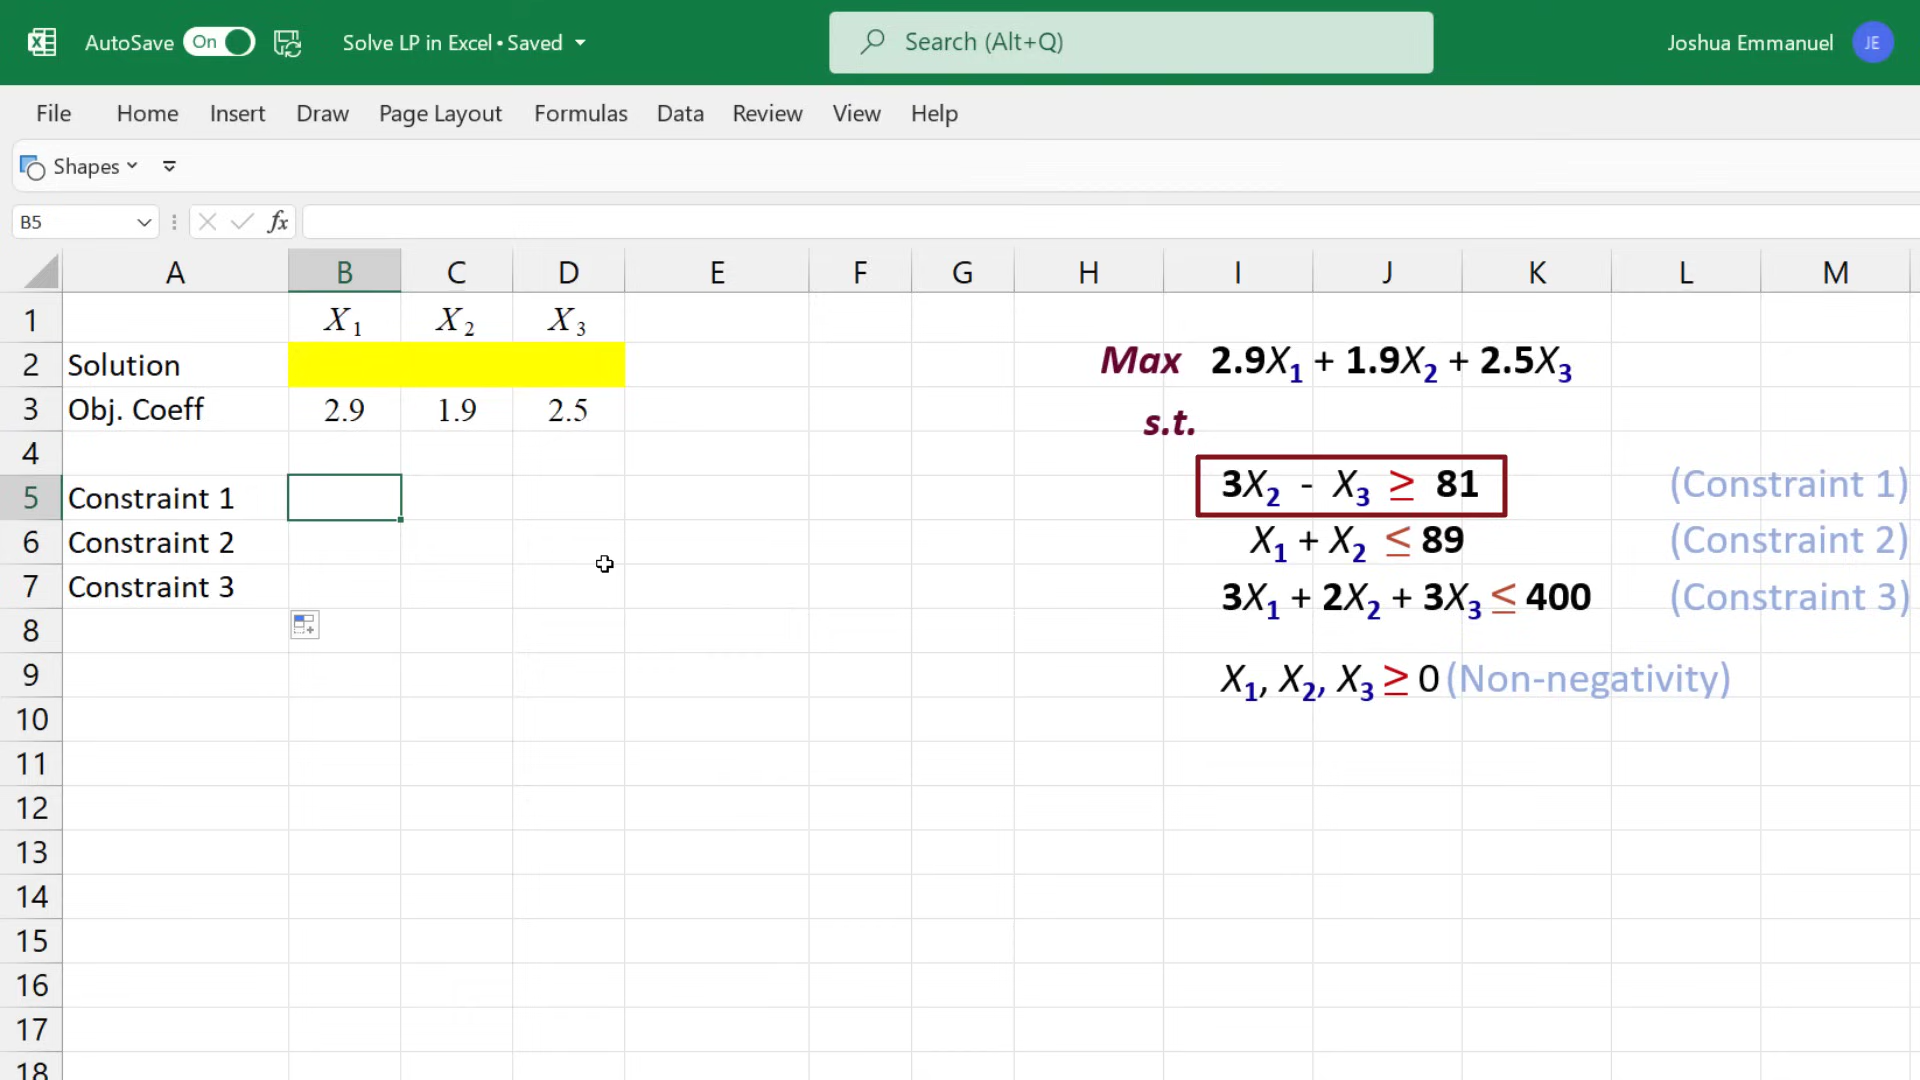 AutoSave On Solve LP in Excel • Saved Search (Alt+Q) Joshua Emmanuel JE
File Home Insert Draw Page Layout Formulas Data Review View Help
Shapes
B5 fx
A B C D E F G H I J K L M
1 X1 X2 X3
2 Solution Max 2.9X1 + 1.9X2 + 2.5X3
3 Obj. Coeff 2.9 1.9 2.5 s.t.
4
5 Constraint 1 3X2 - X3 ≥ 81 (Constraint 1)
6 Constraint 2 X1 + X2 ≤ 89 (Constraint 2)
7 Constraint 3 3X1 + 2X2 + 3X3 ≤ 400 (Constraint 3)
8
9 X1, X2, X3 ≥ 0 (Non-negativity)
10
11
12
13
14
15
16
17
18